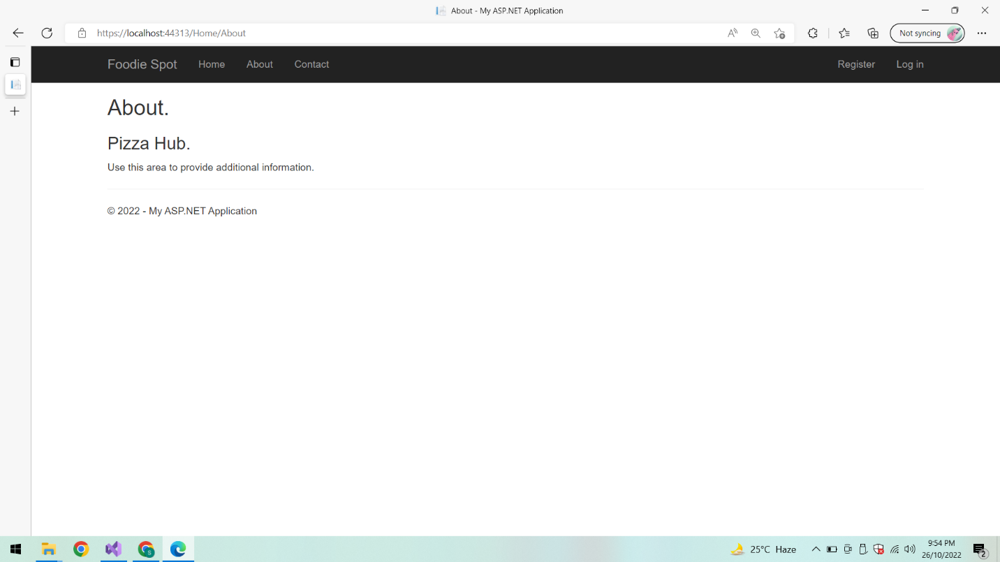 About - My ASP.NET Application
https://localhost:44313/Home/About
Not syncing
Foodie Spot Home About Contact Register Log in
About.
Pizza Hub.
Use this area to provide additional information.
© 2022 - My ASP.NET Application
S
25°C Haze
9:54 PM
26/10/2022
2